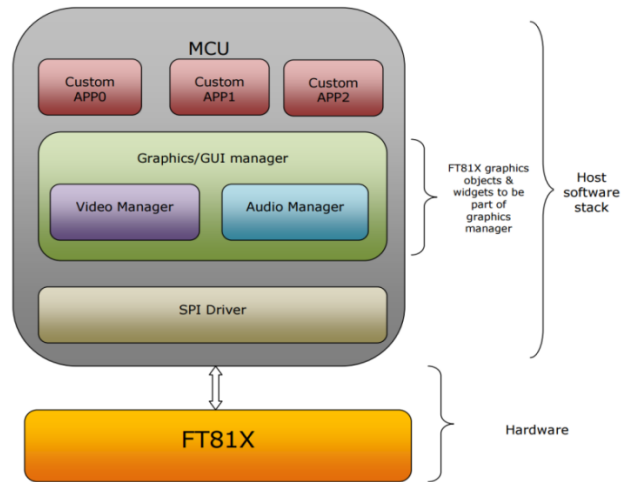 MCU
Custom
APP0
Custom
APP1
Custom
APP2
Graphics/GUI manager
Video Manager
Audio Manager
SPI Driver
FT81X
FT81X graphics
objects &
widgets to be
part of
graphics
manager
Host
software
stack
Hardware